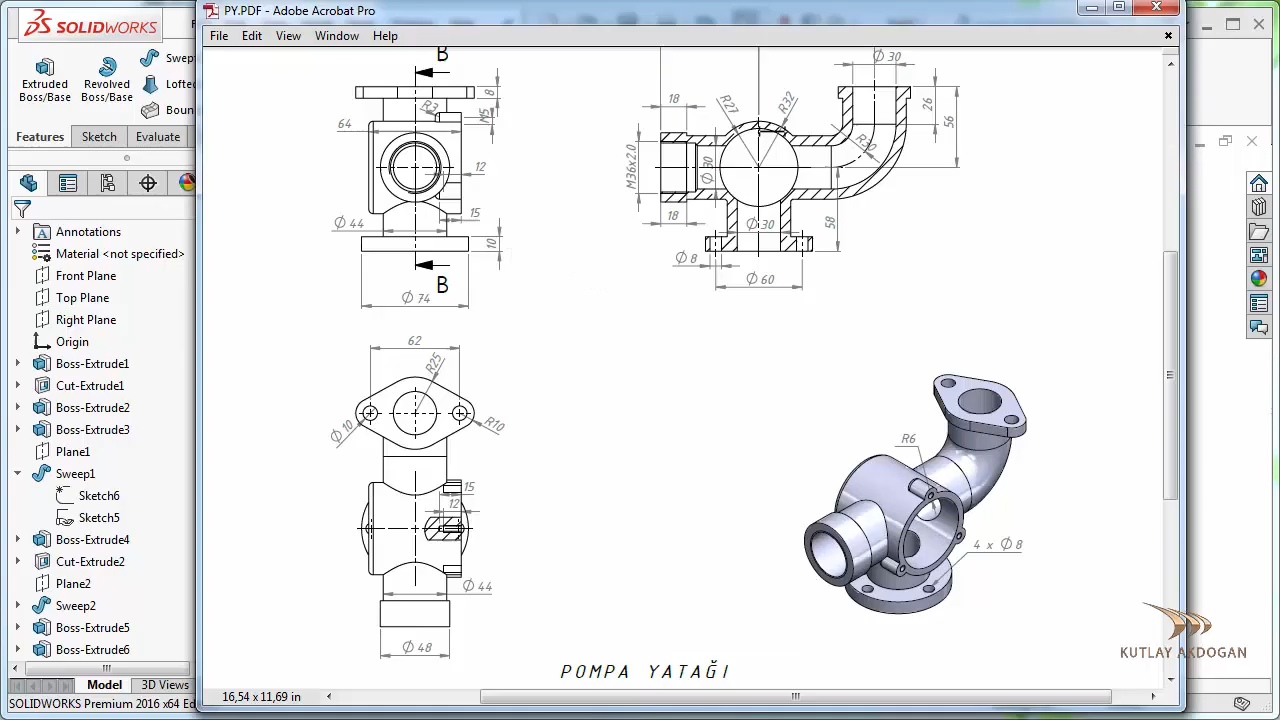 SOLIDWORKS
F
PY.PDF - Adobe Acrobat Pro
File Edit View Window Help
Extruded Boss/Base
Revolved Boss/Base
Swept
Lofted
Boun
Features Sketch Evaluate
Annotations
Material <not specified>
Front Plane
Top Plane
Right Plane
Origin
Boss-Extrude1
Cut-Extrude1
Boss-Extrude2
Boss-Extrude3
Plane1
Sweep1
Sketch6
Sketch5
Boss-Extrude4
Cut-Extrude2
Plane2
Sweep2
Boss-Extrude5
Boss-Extrude6
Model 3D Views
SOLIDWORKS Premium 2016 x64 Ed
B
8
R3
M5
64
12
15
Ø 44
10
B
Ø 74
Ø 30
18
R27
R32
26
56
M36x2.0
Ø 30
R30
18
Ø 30
58
Ø 8
Ø 60
62
R25
Ø 10
R10
15
12
Ø 44
Ø 48
R6
4 x Ø 8
POMPA YATAĞI
KUTLAY AKDOGAN
16,54 x 11,69 in